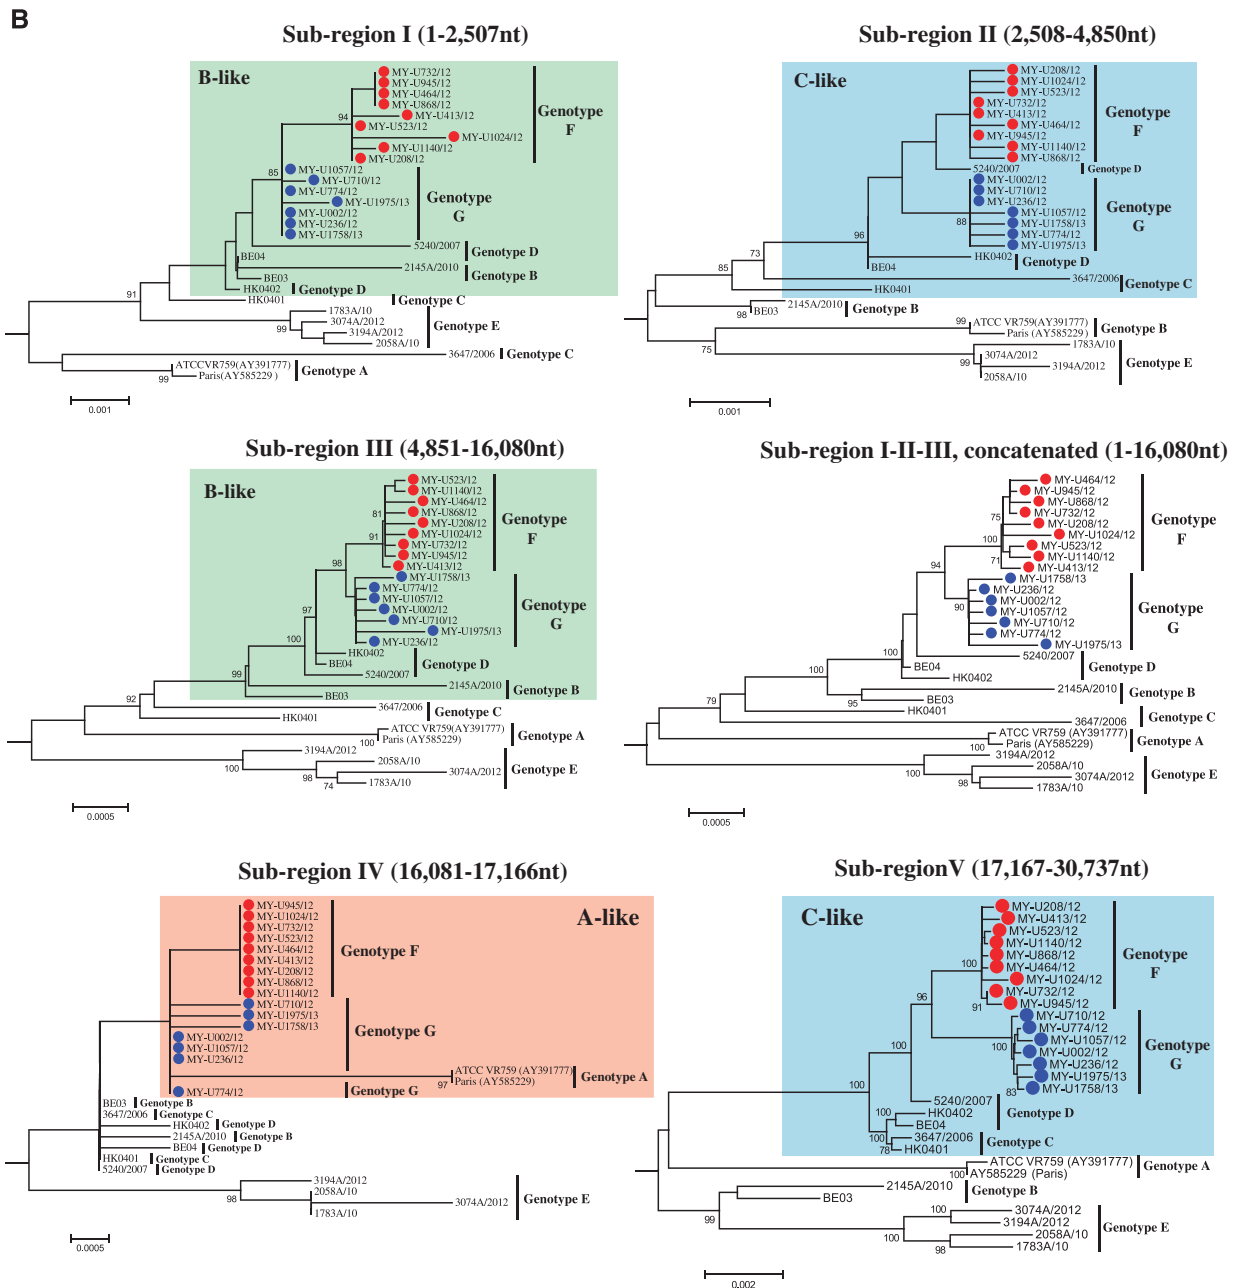 B
Sub-region I (1-2,507nt)
B-like
MY-U732/12
MY-U945/12
MY-U464/12
MY-U868/12
MY-U413/12
MY-U523/12
MY-U1024/12
MY-U1140/12
MY-U208/12
Genotype
F
94
MY-U1057/12
MY-U710/12
MY-U774/12
MY-U1975/13
MY-U002/12
MY-U236/12
MY-U1758/13
Genotype
G
85
5240/2007
Genotype D
BE04
2145A/2010
Genotype B
BE03
HK0402
Genotype D
HK0401
Genotype C
91
1783A/10
3074A/2012
3194A/2012
2058A/10
Genotype E
99
3647/2006
Genotype C
ATCCVR759(AY391777)
Paris(AY585229 )
Genotype A
99
0.001
Sub-region II (2,508-4,850nt)
C-like
MY-U208/12
MY-U1024/12
MY-U523/12
MY-U732/12
MY-U413/12
MY-U464/12
MY-U945/12
MY-U1140/12
MY-U868/12
Genotype
F
5240/2007
Genotype D
MY-U002/12
MY-U710/12
MY-U236/12
MY-U1057/12
MY-U1758/13
MY-U774/12
MY-U1975/13
Genotype
G
88
96
HK0402
BE04
Genotype D
73
3647/2006
Genotype C
85
HK0401
2145A/2010
BE03
Genotype B
98
ATCC VR759 (AY391777)
Paris (AY585229)
Genotype B
99
75
1783A/10
3074A/2012
3194A/2012
2058A/10
Genotype E
99
0.001
Sub-region III (4,851-16,080nt)
B-like
MY-U523/12
MY-U1140/12
MY-U464/12
MY-U868/12
MY-U208/12
MY-U1024/12
MY-U732/12
MY-U945/12
MY-U413/12
Genotype
F
81
91
98
MY-U1758/13
MY-U774/12
MY-U1057/12
MY-U002/12
MY-U710/12
MY-U1975/13
MY-U236/12
Genotype
G
97
100
HK0402
BE04
5240/2007
Genotype D
99
2145A/2010
BE03
Genotype B
92
3647/2006
HK0401
Genotype C
ATCC VR759(AY391777)
Paris (AY585229)
Genotype A
100
3194A/2012
2058A/10
3074A/2012
1783A/10
Genotype E
100
98
74
0.0005
Sub-region I-II-III, concatenated (1-16,080nt)
MY-U464/12
MY-U945/12
MY-U868/12
MY-U732/12
MY-U208/12
MY-U1024/12
MY-U523/12
MY-U1140/12
MY-U413/12
Genotype
F
75
100
71
94
MY-U1758/13
MY-U236/12
MY-U002/12
MY-U1057/12
MY-U710/12
MY-U774/12
MY-U1975/13
Genotype
G
90
5240/2007
BE04
HK0402
Genotype D
100
100
2145A/2010
BE03
Genotype B
95
79
HK0401
3647/2006
Genotype C
ATCC VR759 (AY391777)
Paris (AY585229)
Genotype A
100
3194A/2012
2058A/10
3074A/2012
1783A/10
Genotype E
100
98
0.0005
Sub-region IV (16,081-17,166nt)
A-like
MY-U945/12
MY-U1024/12
MY-U732/12
MY-U523/12
MY-U464/12
MY-U413/12
MY-U208/12
MY-U868/12
MY-U1140/12
Genotype F
MY-U710/12
MY-U1975/13
MY-U1758/13
MY-U002/12
MY-U1057/12
MY-U236/12
Genotype G
ATCC VR759 (AY391777)
Paris (AY585229)
Genotype A
97
MY-U774/12
Genotype G
BE03
Genotype B
3647/2006
Genotype C
HK0402
Genotype D
2145A/2010
Genotype B
BE04
Genotype D
HK0401
Genotype C
5240/2007
Genotype D
3194A/2012
2058A/10
3074A/2012
1783A/10
Genotype E
98
0.0005
Sub-regionV (17,167-30,737nt)
C-like
MY-U208/12
MY-U413/12
MY-U523/12
MY-U1140/12
MY-U868/12
MY-U464/12
MY-U1024/12
MY-U732/12
MY-U945/12
Genotype
F
100
91
96
MY-U710/12
MY-U774/12
MY-U1057/12
MY-U002/12
MY-U236/12
MY-U1975/13
MY-U1758/13
Genotype
G
100
83
100
100
5240/2007
HK0402
BE04
Genotype D
100
100
3647/2006
HK0401
Genotype C
78
ATCC VR759 (AY391777)
AY585229 (Paris)
Genotype A
100
2145A/2010
BE03
Genotype B
99
3074A/2012
3194A/2012
2058A/10
1783A/10
Genotype E
100
100
98
0.002